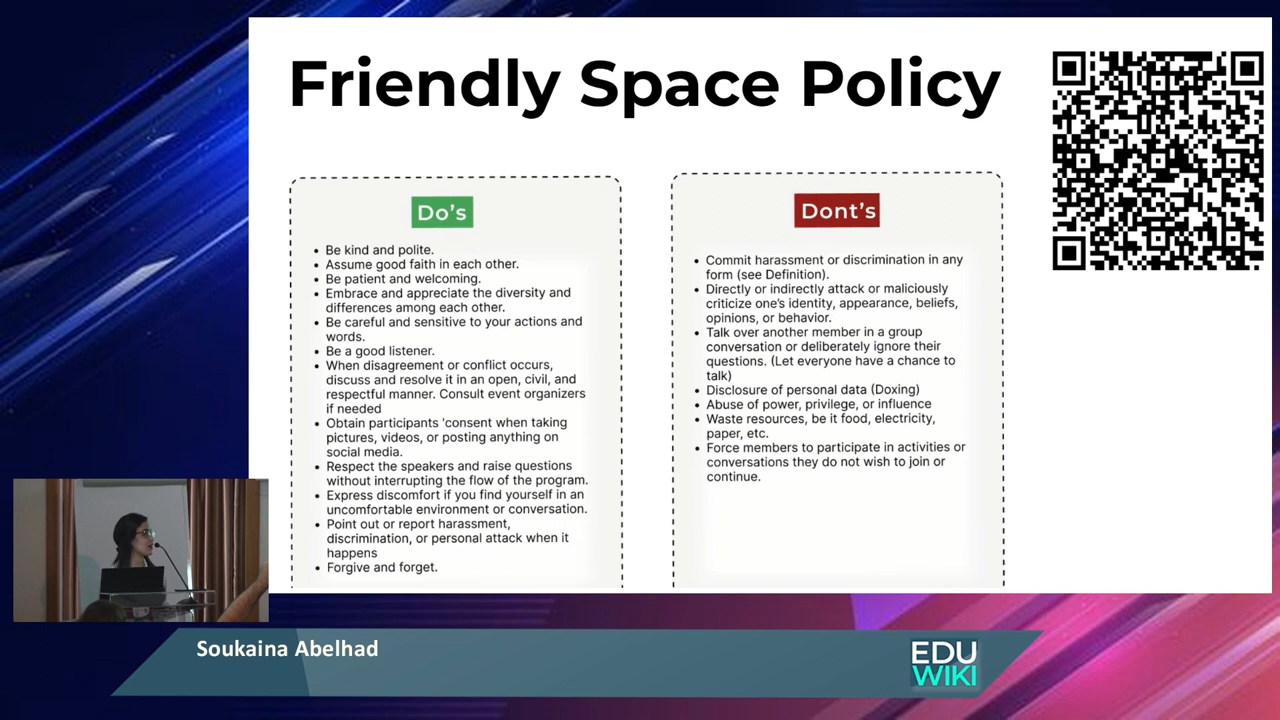 Friendly Space Policy
Do's
Be kind and polite.
Assume good faith in each other.
Be patient and welcoming.
Embrace and appreciate the diversity and
differences among each other.
Be careful and sensitive to your actions and
words.
Be a good listener.
When disagreement or conflict occurs,
discuss and resolve it in an open, civil, and
respectful manner. Consult event organizers
if needed
Obtain participants 'consent when taking
pictures, videos, or posting anything on
social media.
Respect the speakers and raise questions
without interrupting the flow of the program.
Express discomfort if you find yourself in an
uncomfortable environment or conversation.
Point out or report harassment,
discrimination, or personal attack when it
happens
Forgive and forget.
Dont's
Commit harassment or discrimination in any
form (see Definition).
Directly or indirectly attack or maliciously
criticize one's identity, appearance, beliefs,
opinions, or behavior.
Talk over another member in a group
conversation or deliberately ignore their
questions. (Let everyone have a chance to
talk)
Disclosure of personal data (Doxing)
Abuse of power, privilege, or influence
Waste resources, be it food, electricity,
paper, etc.
Force members to participate in activities or
conversations they do not wish to join or
continue.
Soukaina Abelhad
EDU
WIKI